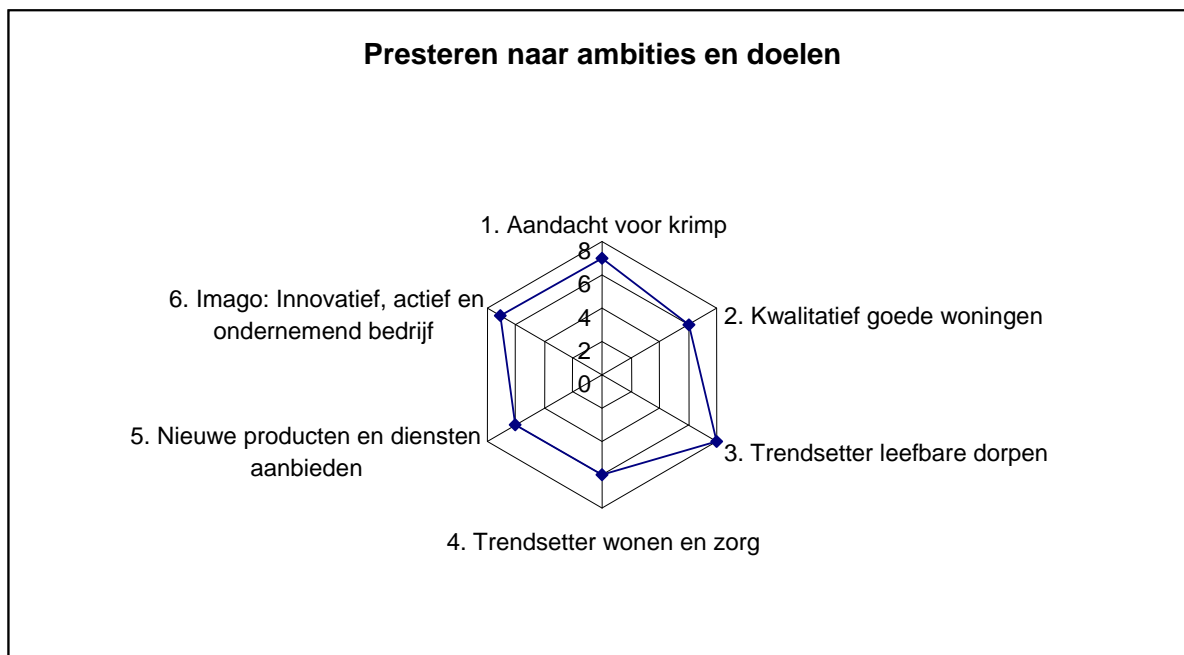 Presteren naar ambities en doelen
1. Aandacht voor krimp
8
6
4
2
0
2. Kwalitatief goede woningen
3. Trendsetter leefbare dorpen
4. Trendsetter wonen en zorg
5. Nieuwe producten en diensten
aanbieden
6. Imago: Innovatief, actief en
ondernemend bedrijf